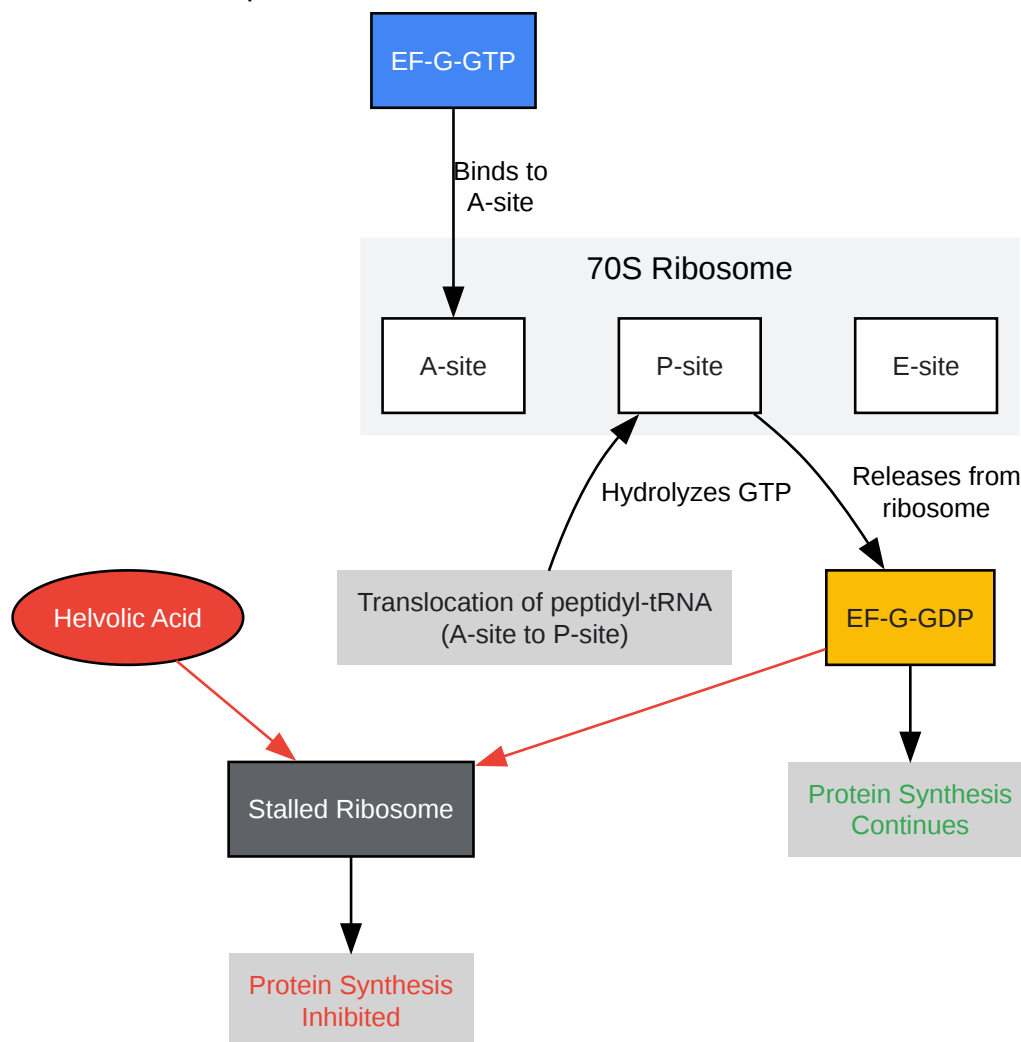 EF-G-GTP
Binds to
A-site
70S Ribosome
A-site
P-site
E-site
Hydrolyzes GTP
Releases from
ribosome
Helvolic Acid
Translocation of peptidyl-tRNA
(A-site to P-site)
EF-G-GDP
Stalled Ribosome
Protein Synthesis
Continues
Protein Synthesis
Inhibited